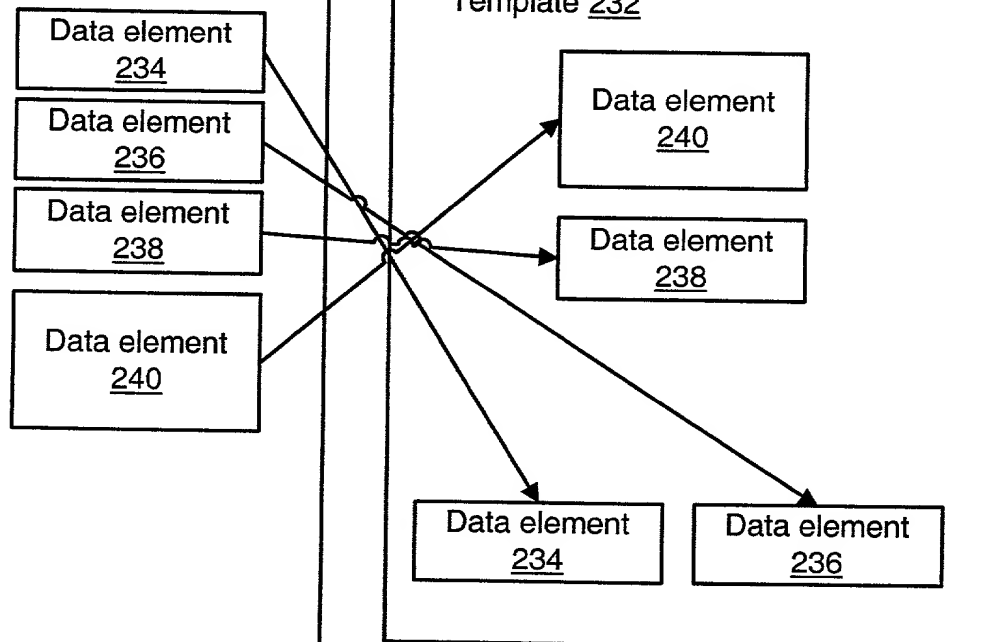 Template 232
Data element
234
Data element
236
Data element
238
Data element
240
Data element
240
Data element
238
Data element
234
Data element
236